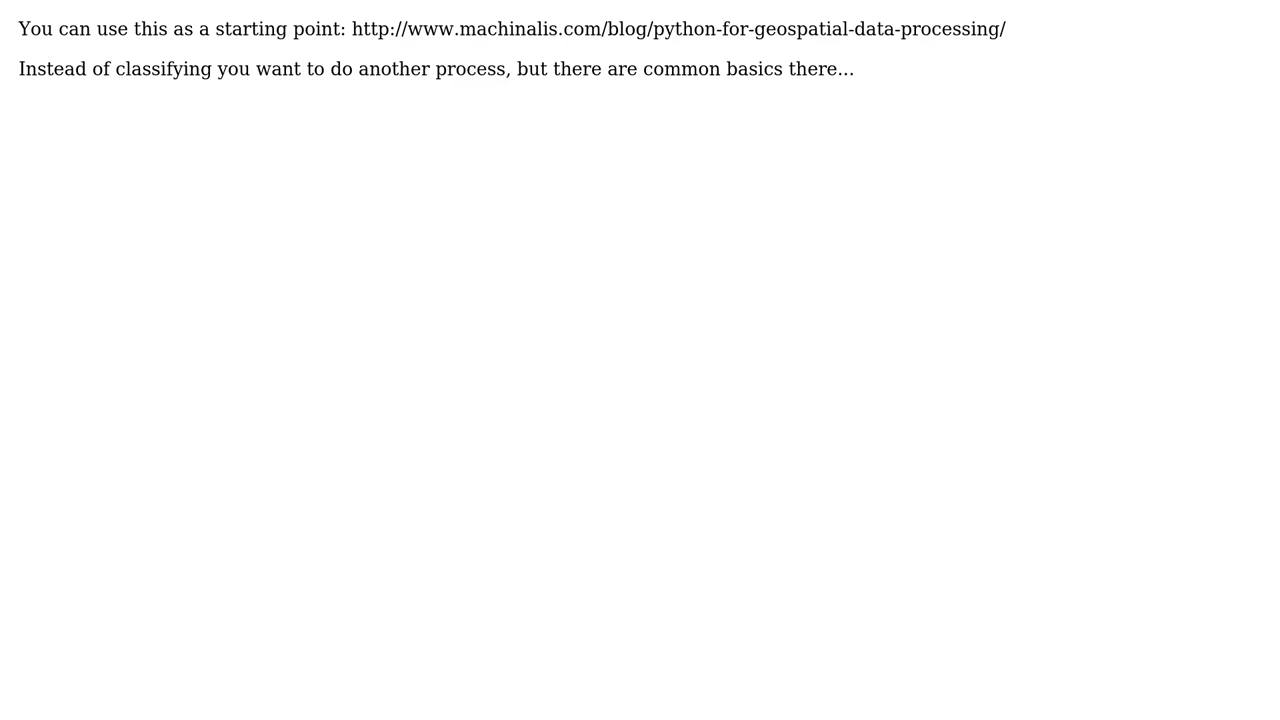 You can use this as a starting point: http://www.machinalis.com/blog/python-for-geospatial-data-processing/
Instead of classifying you want to do another process, but there are common basics there...